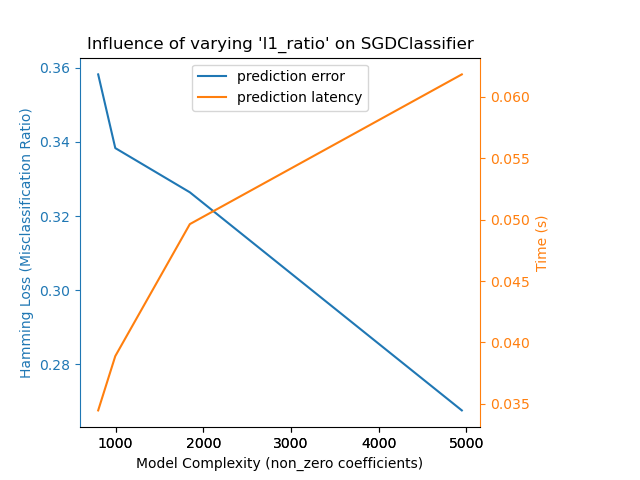 Influence of varying 'l1_ratio' on SGDClassifier
prediction error
prediction latency
Hamming Loss (Misclassification Ratio)
0.36
0.34
0.32
0.30
0.28
0.060
0.055
0.050
0.045
0.040
0.035
Time (s)
1000 2000 3000 4000 5000
Model Complexity (non_zero coefficients)